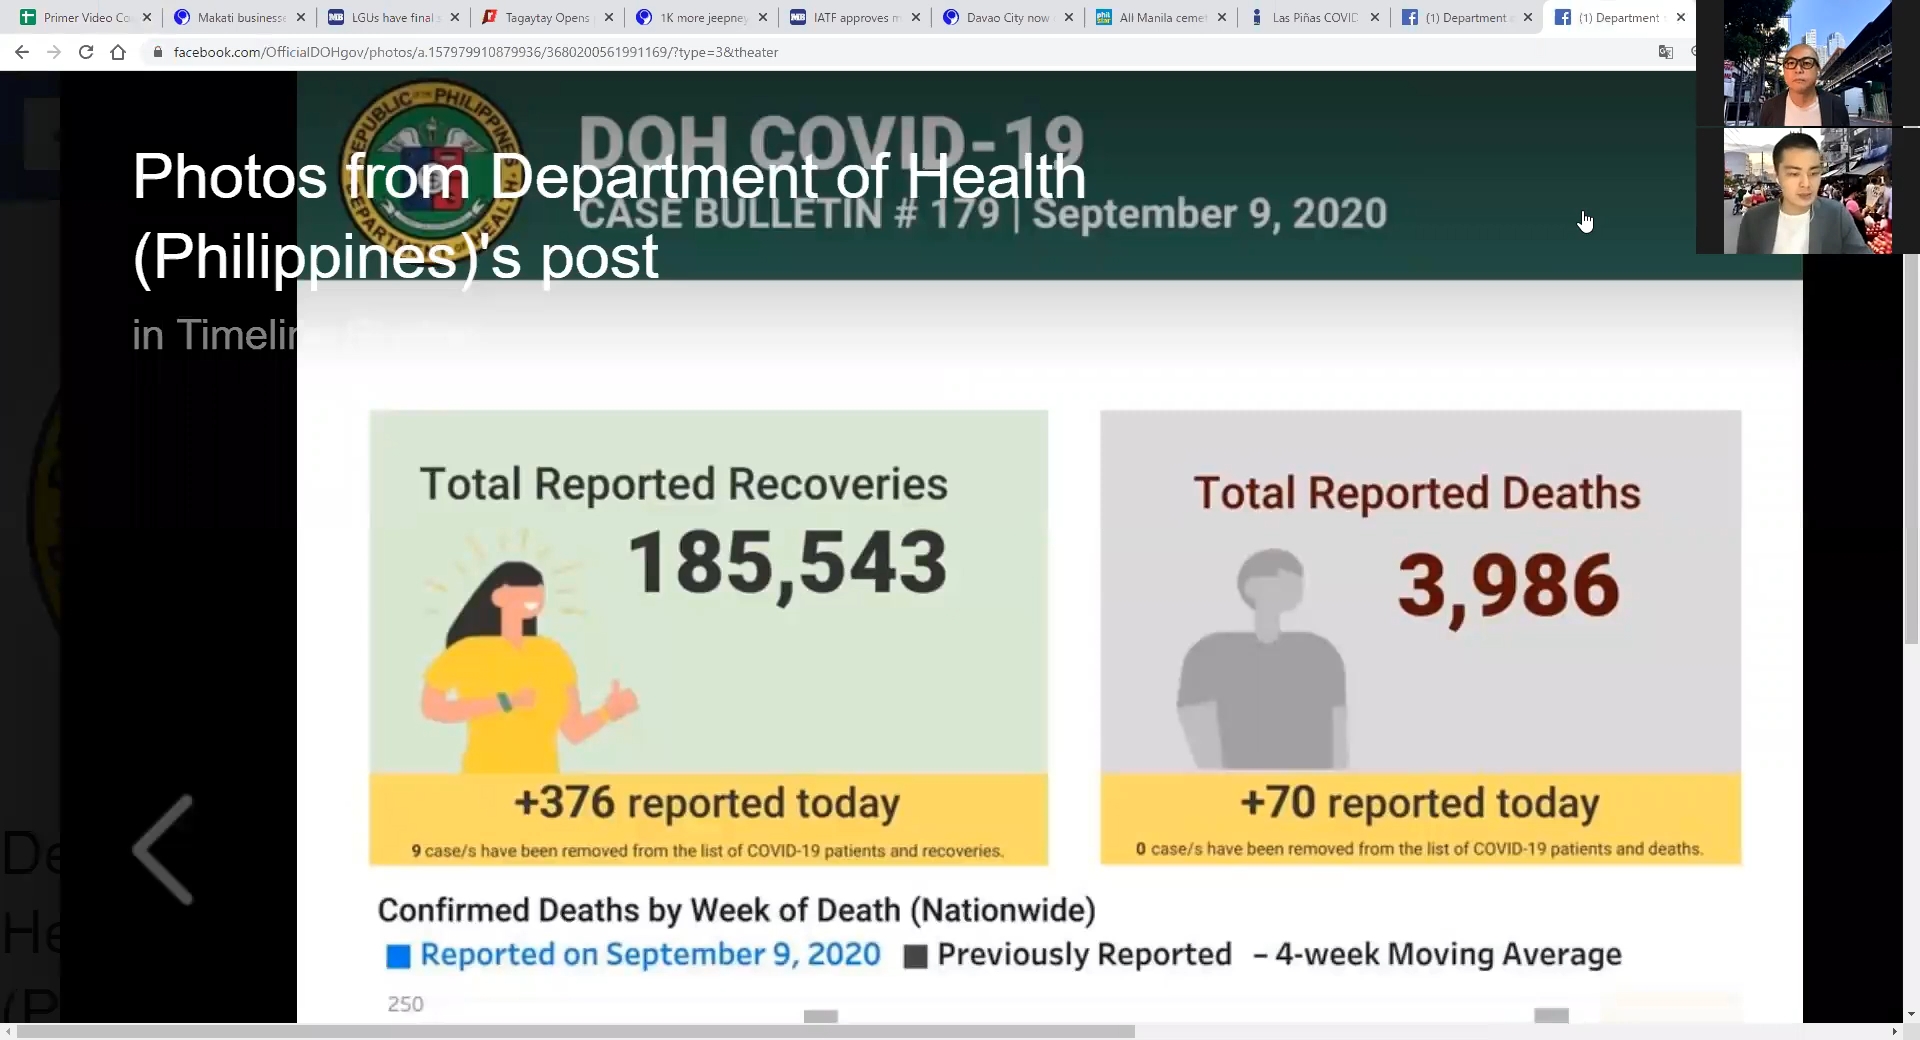 Primer Video Co
Makati businesse
LGUs have final s
Tagaytay Opens
1K more jeepney
IATF approves m
Davao City now
All Manila ceme
Las Piñas COVID
(1) Department
(1) Department
facebook.com/OfficialDOHgov/photos/a.157979910879936/3680200561991169/?type=3&theater
DOH COVID-19
CASE BULLETIN # 179 | September 9, 2020
Photos from Department of Health
(Philippines)'s post
in Timelin
Total Reported Recoveries
185,543
+376 reported today
9 case/s have been removed from the list of COVID-19 patients and recoveries.
Total Reported Deaths
3,986
+70 reported today
0 case/s have been removed from the list of COVID-19 patients and deaths.
Confirmed Deaths by Week of Death (Nationwide)
Reported on September 9, 2020 Previously Reported – 4-week Moving Average
250
De
He
(P